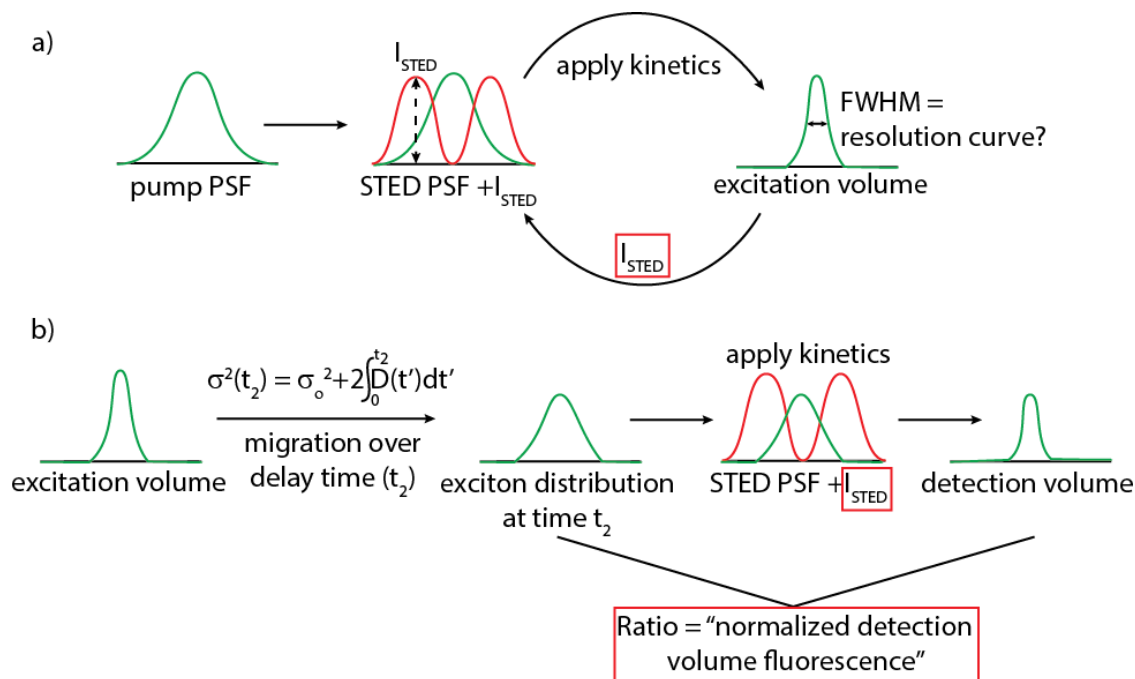 a)
I_STED
apply kinetics
FWHM =
resolution curve?
pump PSF
STED PSF +I_STED
excitation volume
I_STED
b)
σ²(t₂) = σₒ²+2∫₀^t₂ D(t')dt'
migration over
delay time (t₂)
excitation volume
exciton distribution
at time t₂
apply kinetics
STED PSF +I_STED
detection volume
Ratio = “normalized detection
volume fluorescence”